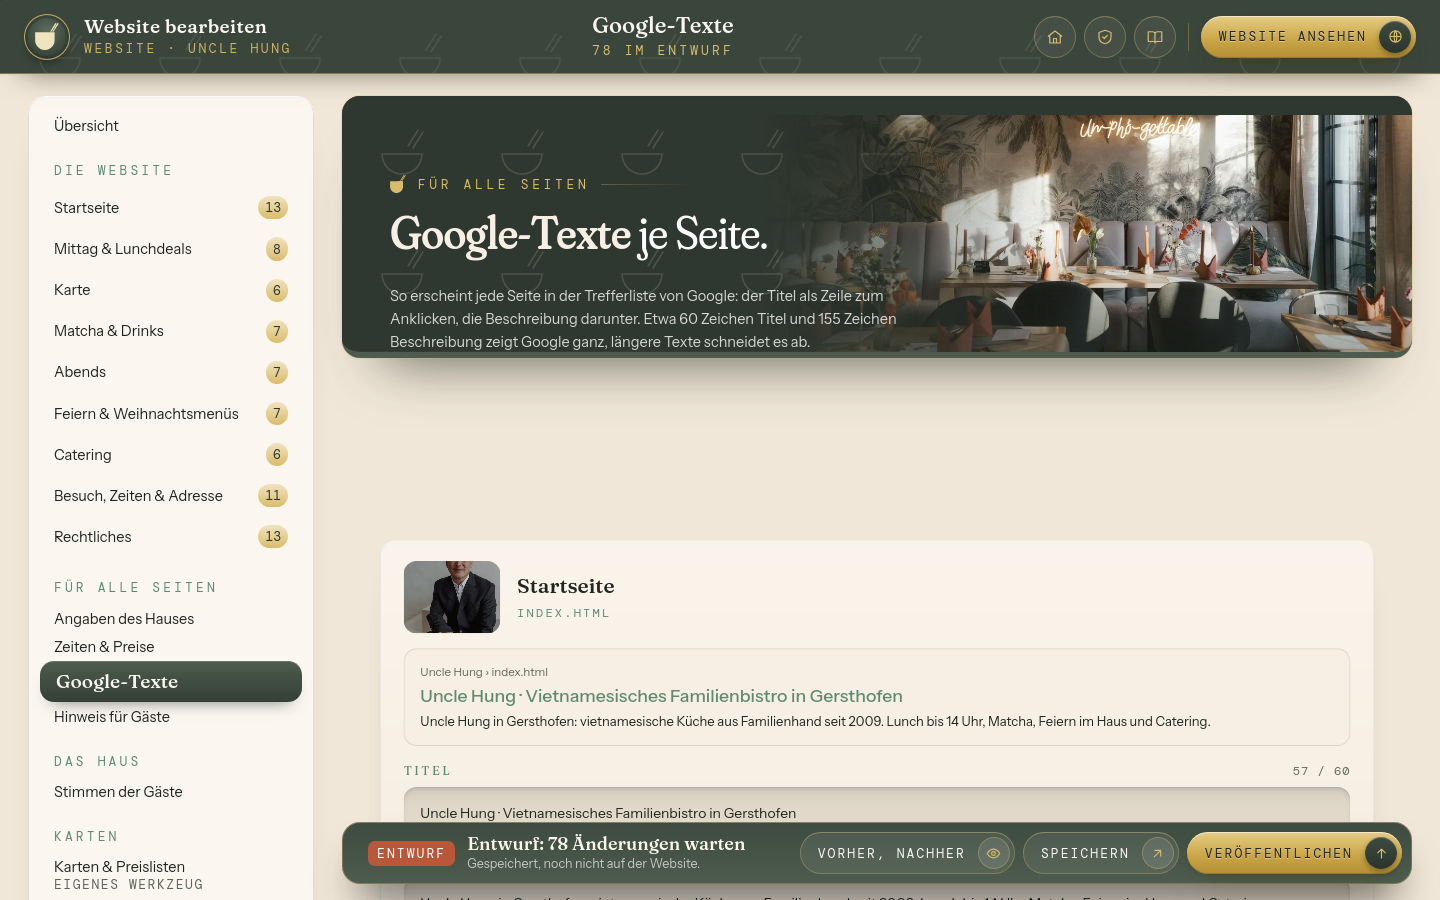 Website bearbeiten
WEBSITE · UNCLE HUNG
Google-Texte
78 IM ENTWURF
WEBSITE ANSEHEN
Übersicht
DIE WEBSITE
Startseite 13
Mittag & Lunchdeals 8
Karte 6
Matcha & Drinks 7
Abends 7
Feiern & Weihnachtsmenüs 7
Catering 6
Besuch, Zeiten & Adresse 11
Rechtliches 13
FÜR ALLE SEITEN
Angaben des Hauses
Zeiten & Preise
Google-Texte
Hinweis für Gäste
DAS HAUS
Stimmen der Gäste
KARTEN
Karten & Preislisten
EIGENES WERKZEUG
Um-phở-gettable
FÜR ALLE SEITEN
Google-Texte je Seite.
So erscheint jede Seite in der Trefferliste von Google: der Titel als Zeile zum
Anklicken, die Beschreibung darunter. Etwa 60 Zeichen Titel und 155 Zeichen
Beschreibung zeigt Google ganz, längere Texte schneidet es ab.
Startseite
INDEX.HTML
Uncle Hung › index.html
Uncle Hung · Vietnamesisches Familienbistro in Gersthofen
Uncle Hung in Gersthofen: vietnamesische Küche aus Familienhand seit 2009. Lunch bis 14 Uhr, Matcha, Feiern im Haus und Catering.
TITEL 57 / 60
Uncle Hung · Vietnamesisches Familienbistro in Gersthofen
ENTWURF
Entwurf: 78 Änderungen warten
Gespeichert, noch nicht auf der Website.
VORHER, NACHHER
SPEICHERN
VERÖFFENTLICHEN